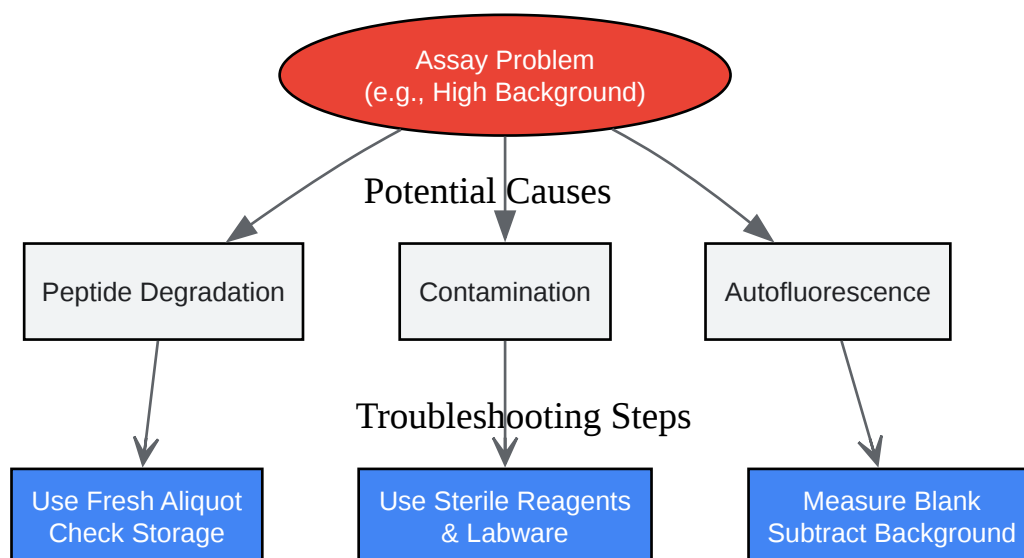 Assay Problem
(e.g., High Background)
Potential Causes
Peptide Degradation
Contamination
Autofluorescence
Troubleshooting Steps
Use Fresh Aliquot
Check Storage
Use Sterile Reagents
& Labware
Measure Blank
Subtract Background